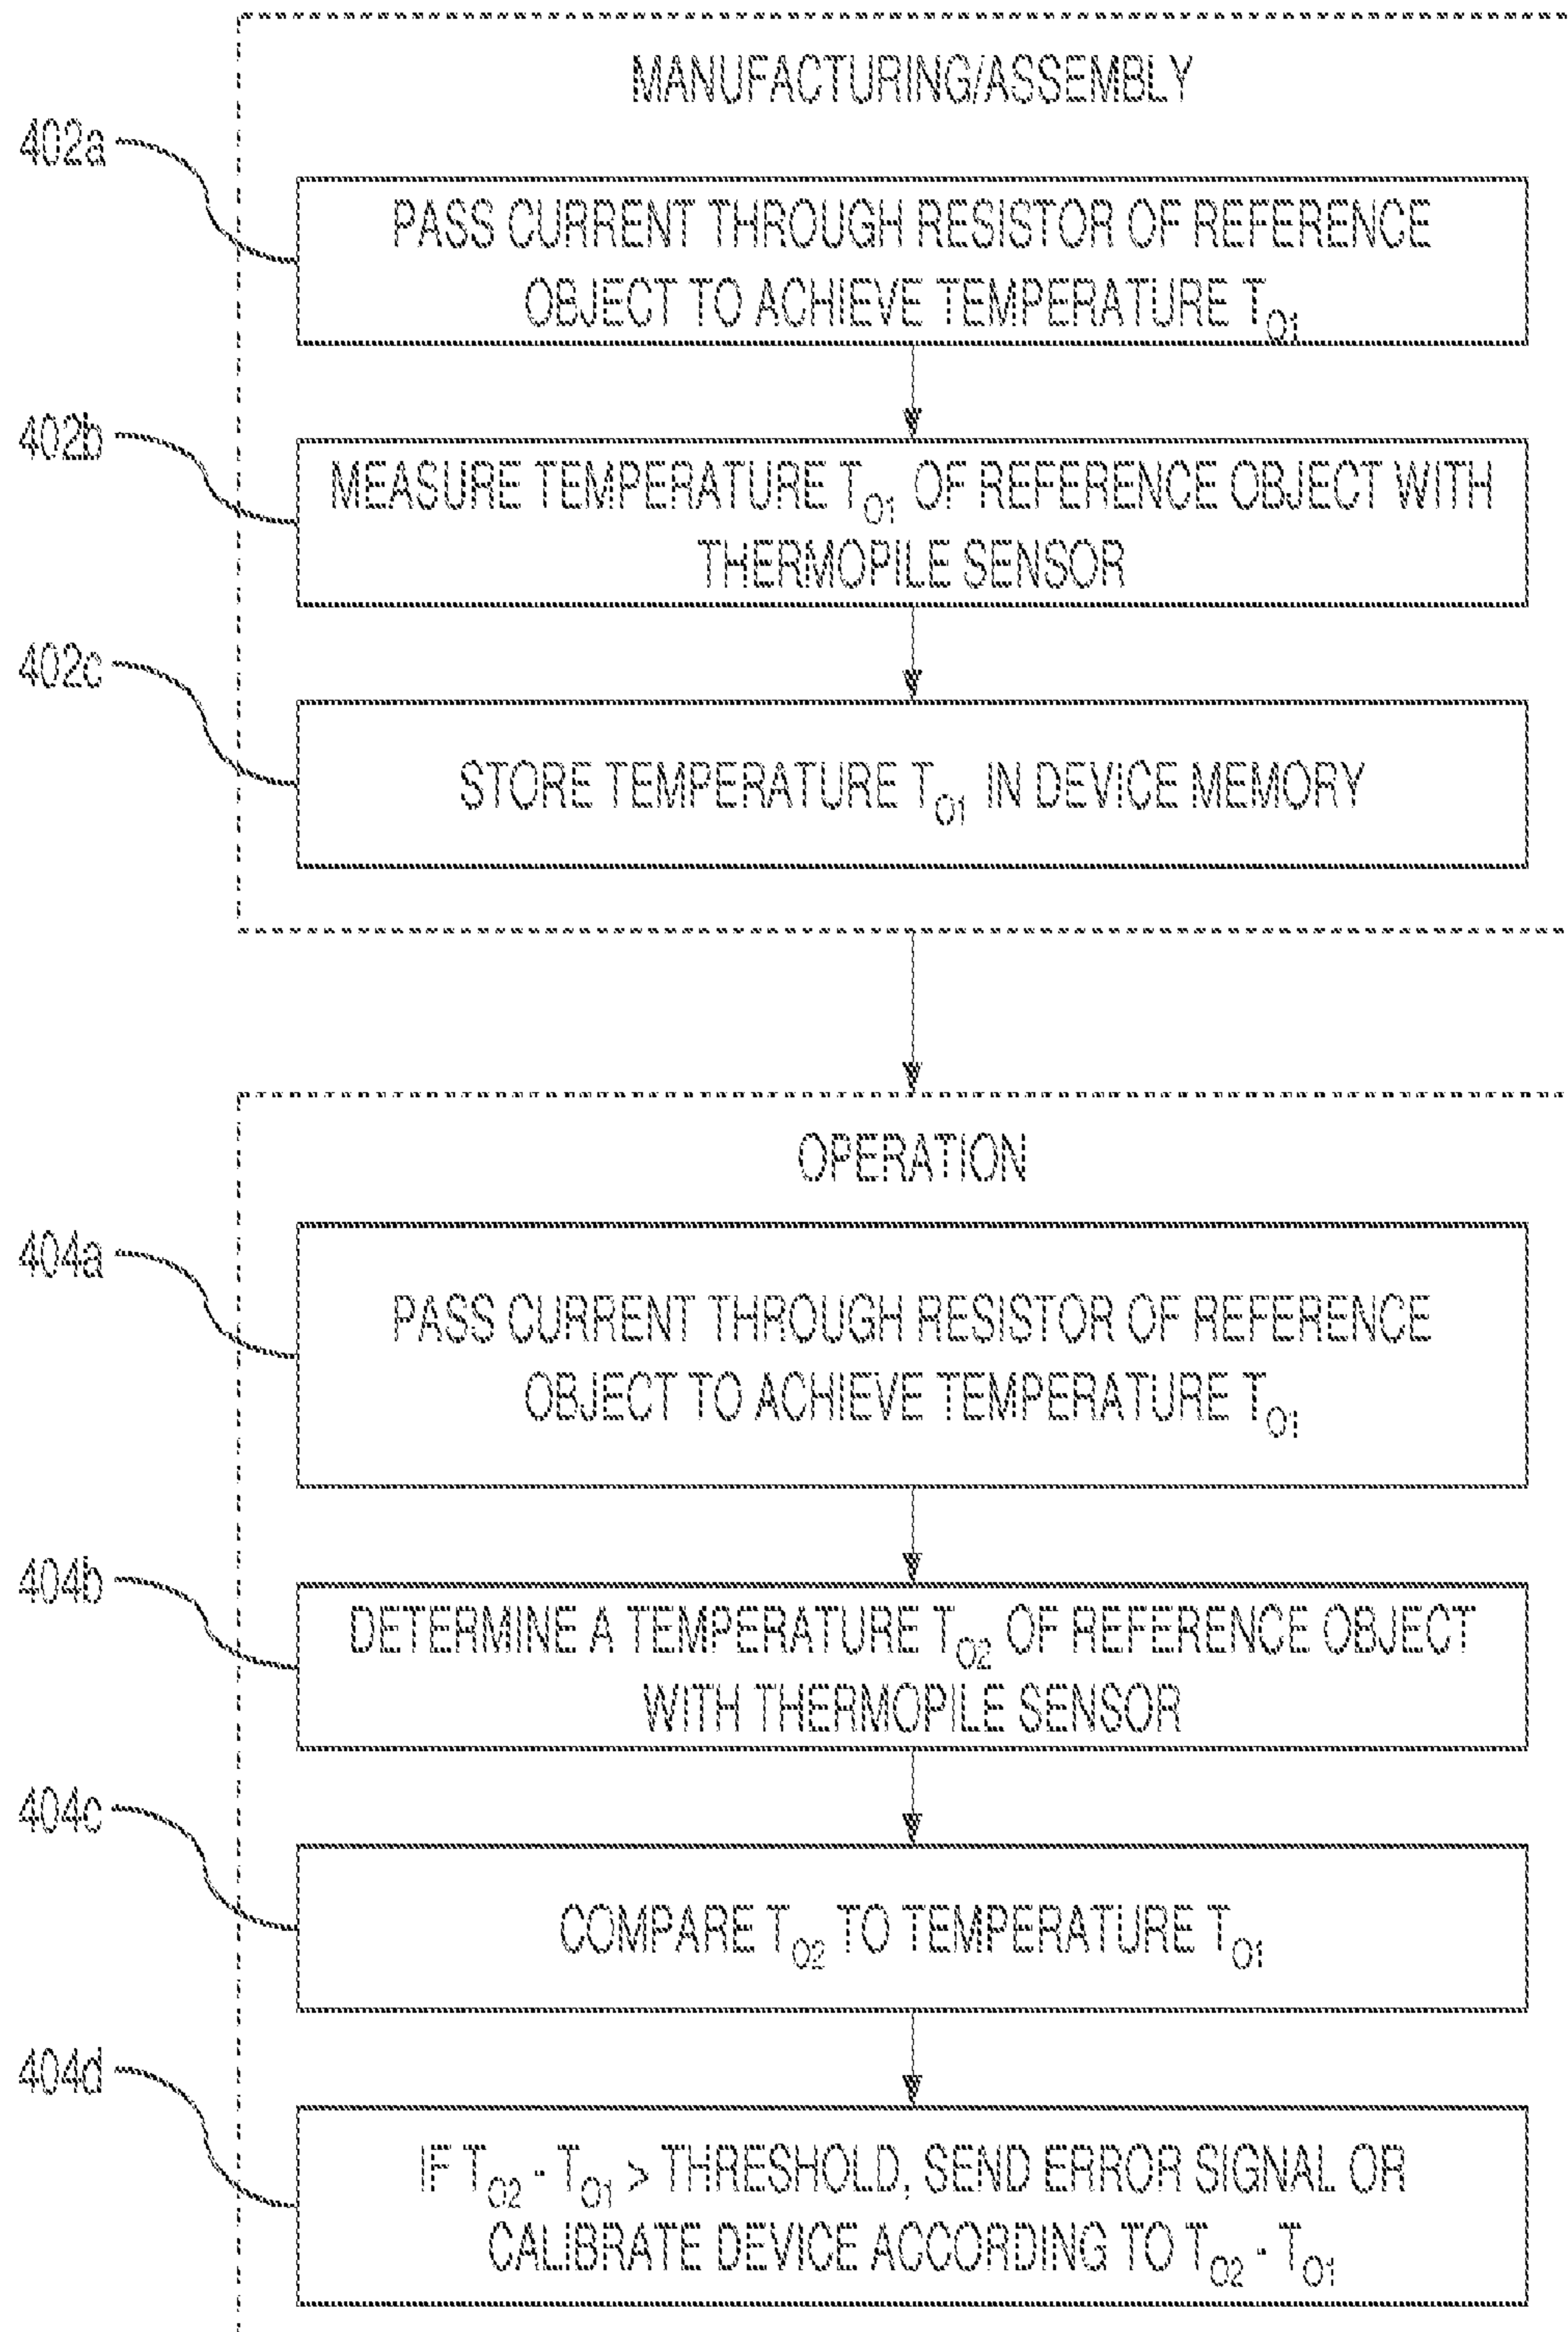 MANUFACTURING/ASSEMBLY
402a
PASS CURRENT THROUGH RESISTOR OF REFERENCE
OBJECT TO ACHIEVE TEMPERATURE TO1
402b
MEASURE TEMPERATURE TO1 OF REFERENCE OBJECT WITH
THERMOPILE SENSOR
402c
STORE TEMPERATURE TO1 IN DEVICE MEMORY
OPERATION
404a
PASS CURRENT THROUGH RESISTOR OF REFERENCE
OBJECT TO ACHIEVE TEMPERATURE TO1
404b
DETERMINE A TEMPERATURE TO2 OF REFERENCE OBJECT
WITH THERMOPILE SENSOR
404c
COMPARE TO2 TO TEMPERATURE TO1
404d
IF TO2 - TO1 > THRESHOLD, SEND ERROR SIGNAL OR
CALIBRATE DEVICE ACCORDING TO TO2 - TO1